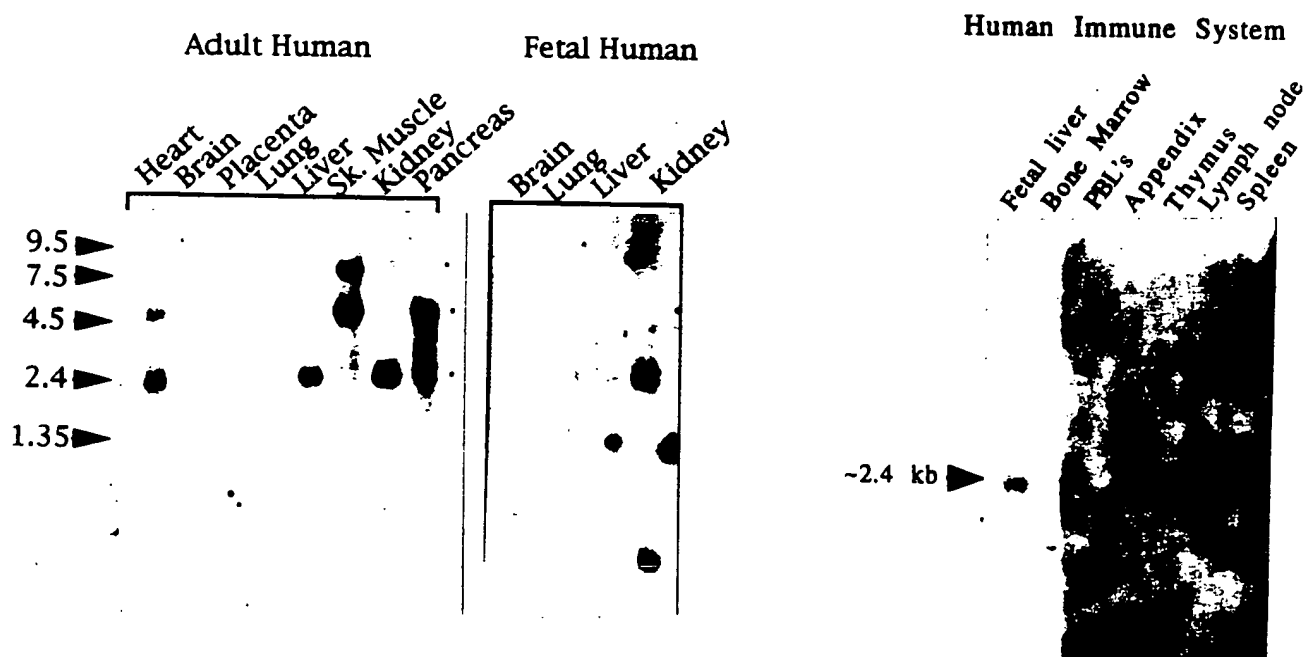 Adult Human
Heart
Brain
Placenta
Lung
Liver
Sk. Muscle
Kidney
Pancreas
9.5
7.5
4.5
2.4
1.35
Fetal Human
Brain
Lung
Liver
Kidney
Human Immune System
Fetal liver
Bone Marrow
PBL's
Appendix
Thymus
Lymph node
Spleen
~2.4 kb